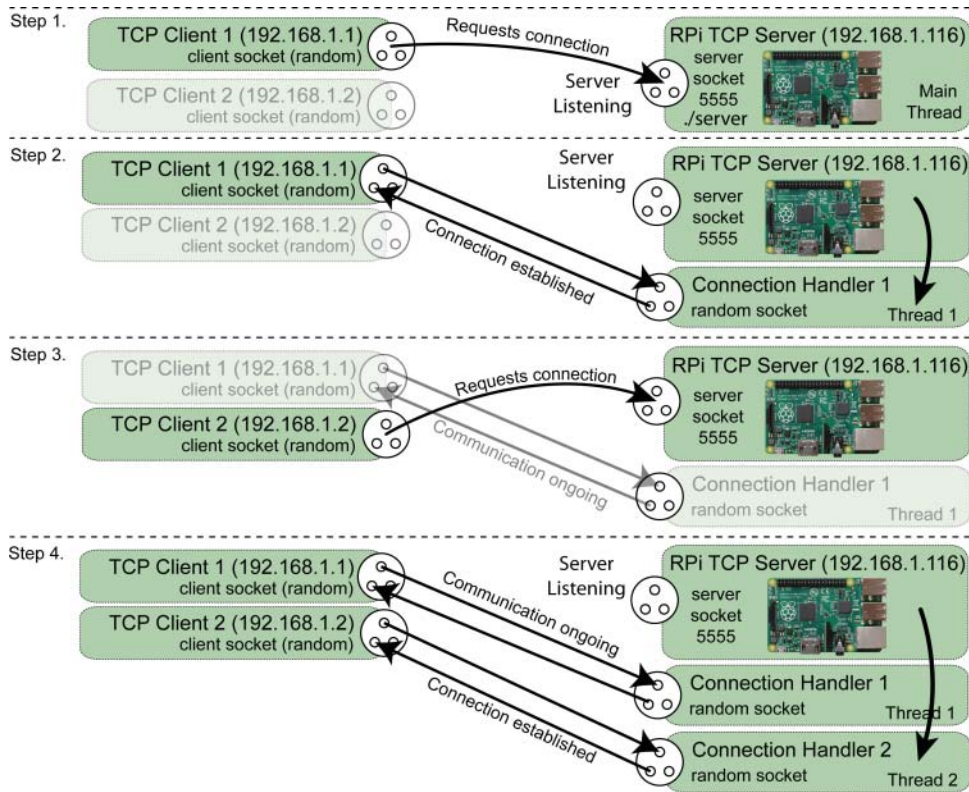 Step 1.
TCP Client 1 (192.168.1.1)
client socket (random)
TCP Client 2 (192.168.1.2)
client socket (random)
Requests connection
Server
Listening
RPi TCP Server (192.168.1.116)
server
socket
5555
./server
Main
Thread
Step 2.
TCP Client 1 (192.168.1.1)
client socket (random)
TCP Client 2 (192.168.1.2)
client socket (random)
Connection established
Server
Listening
RPi TCP Server (192.168.1.116)
server
socket
5555
Connection Handler 1
random socket
Thread 1
Step 3.
TCP Client 1 (192.168.1.1)
client socket (random)
TCP Client 2 (192.168.1.2)
client socket (random)
Requests connection
Communication ongoing
RPi TCP Server (192.168.1.116)
server
socket
5555
Connection Handler 1
random socket
Thread 1
Step 4.
TCP Client 1 (192.168.1.1)
client socket (random)
TCP Client 2 (192.168.1.2)
client socket (random)
Communication ongoing
Connection established
Server
Listening
RPi TCP Server (192.168.1.116)
server
socket
5555
Connection Handler 1
random socket
Thread 1
Connection Handler 2
random socket
Thread 2